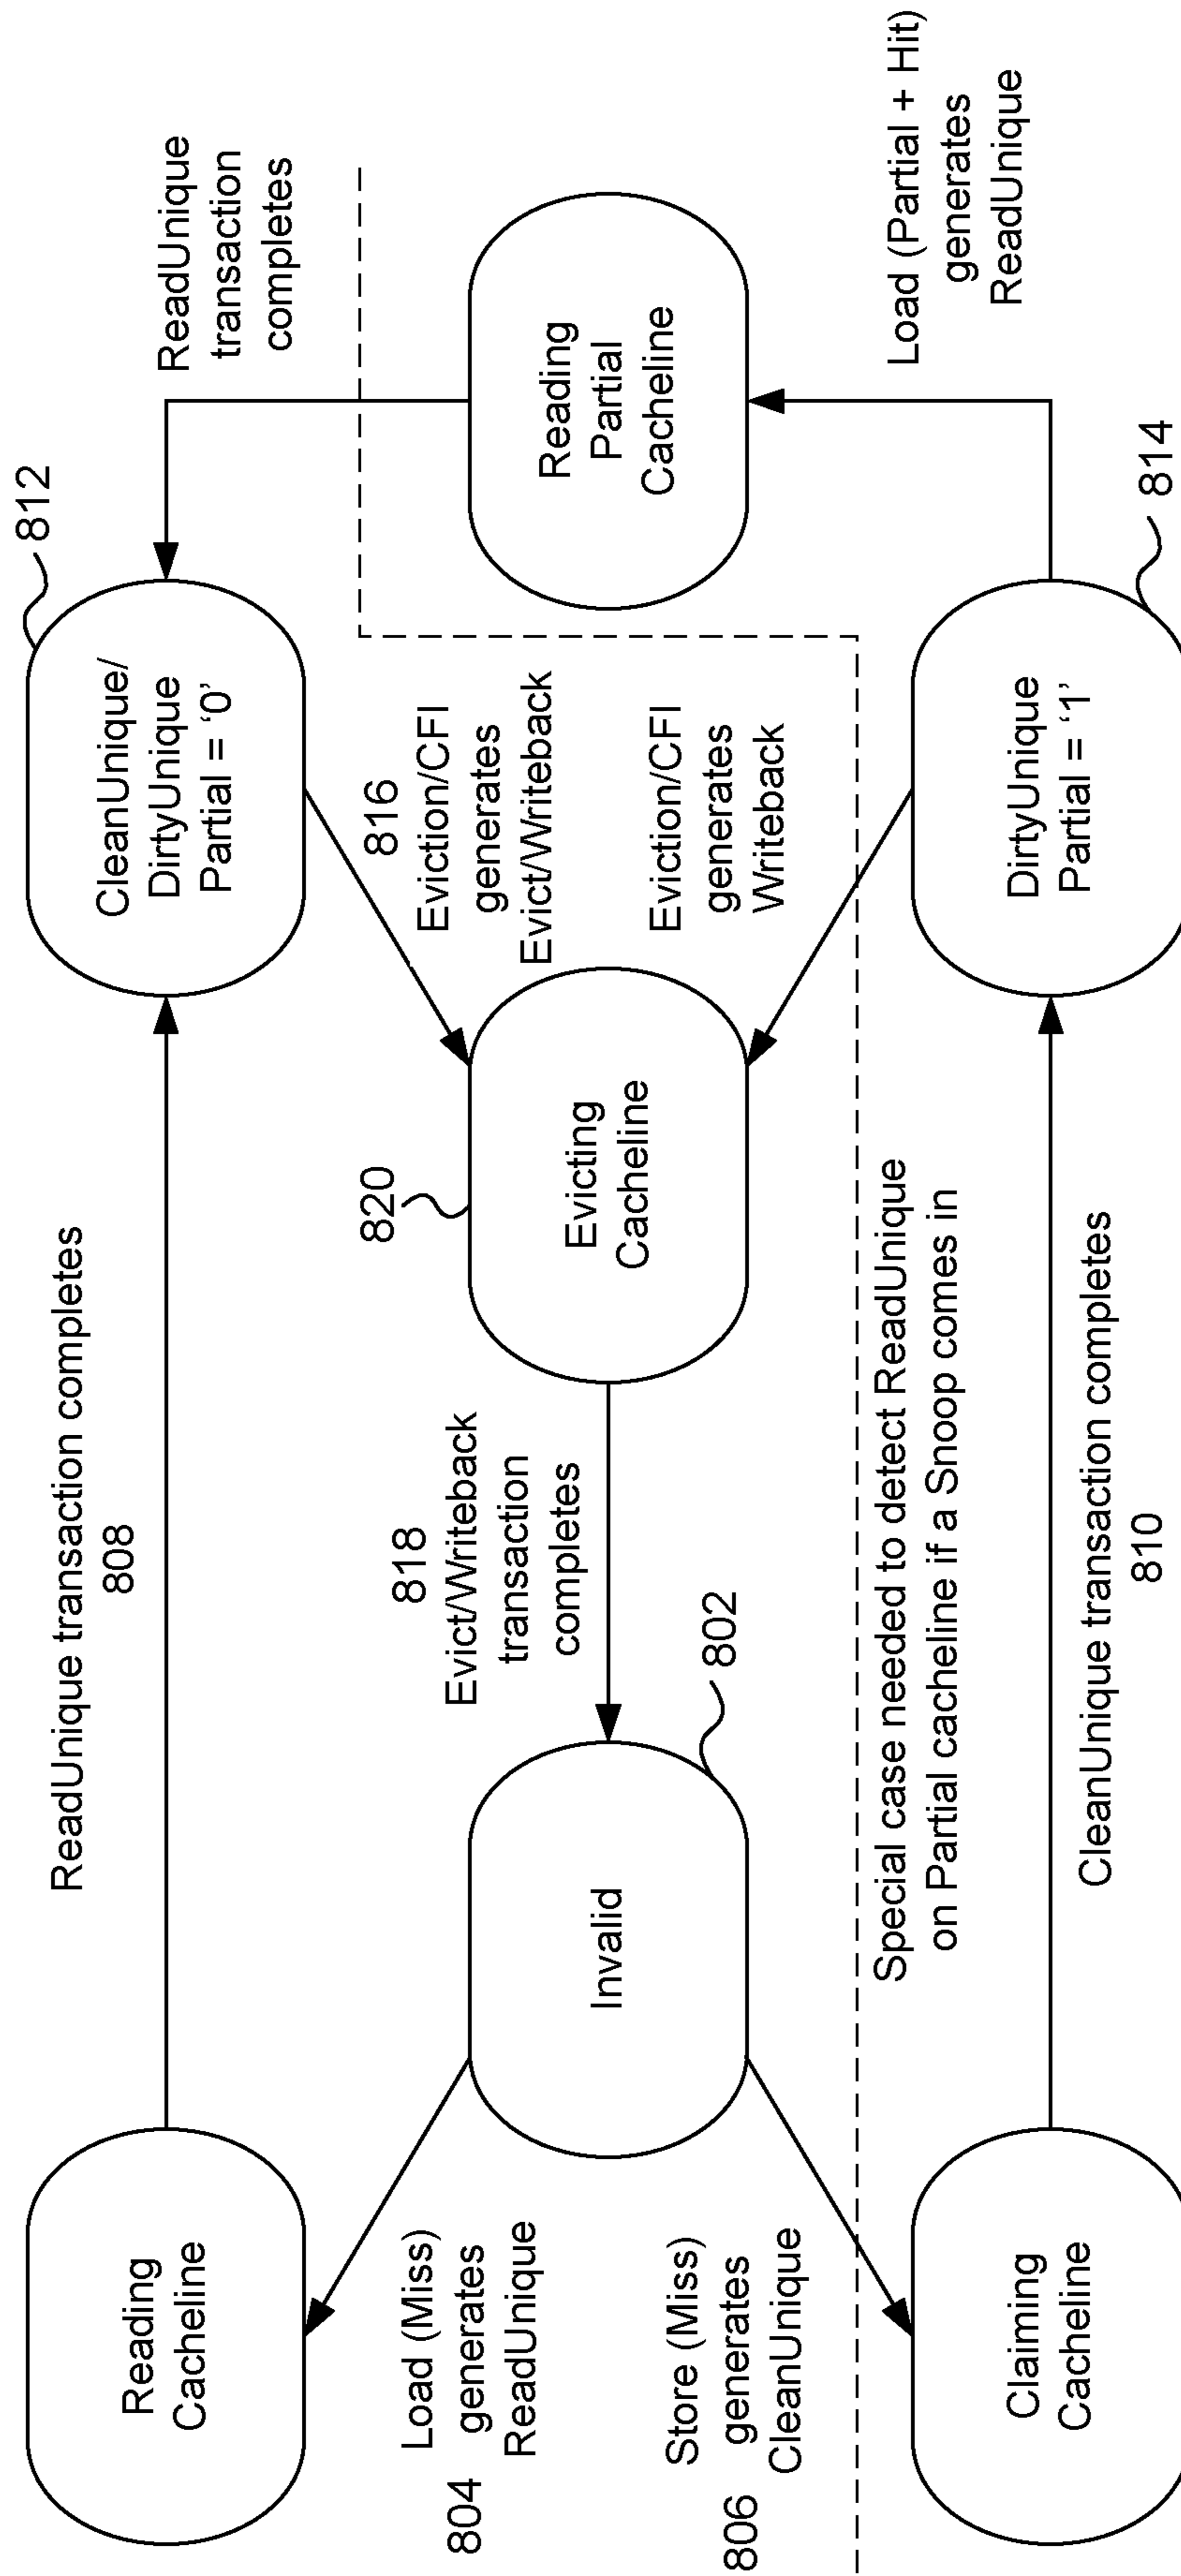 ReadUnique transaction completes
808
Reading
Cacheline
CleanUnique/
DirtyUnique
Partial = ‘0’
812
ReadUnique
transaction
completes
804
Load (Miss)
generates
ReadUnique
818
Evict/Writeback
transaction
completes
820
816
Eviction/CFI
generates
Evict/Writeback
Invalid
802
Evicting
Cacheline
Reading
Partial
Cacheline
806
Store (Miss)
generates
CleanUnique
Eviction/CFI
generates
Writeback
Special case needed to detect ReadUnique
on Partial cacheline if a Snoop comes in
Load (Partial + Hit)
generates
ReadUnique
Claiming
Cacheline
CleanUnique transaction completes
810
DirtyUnique
Partial = ‘1’
814